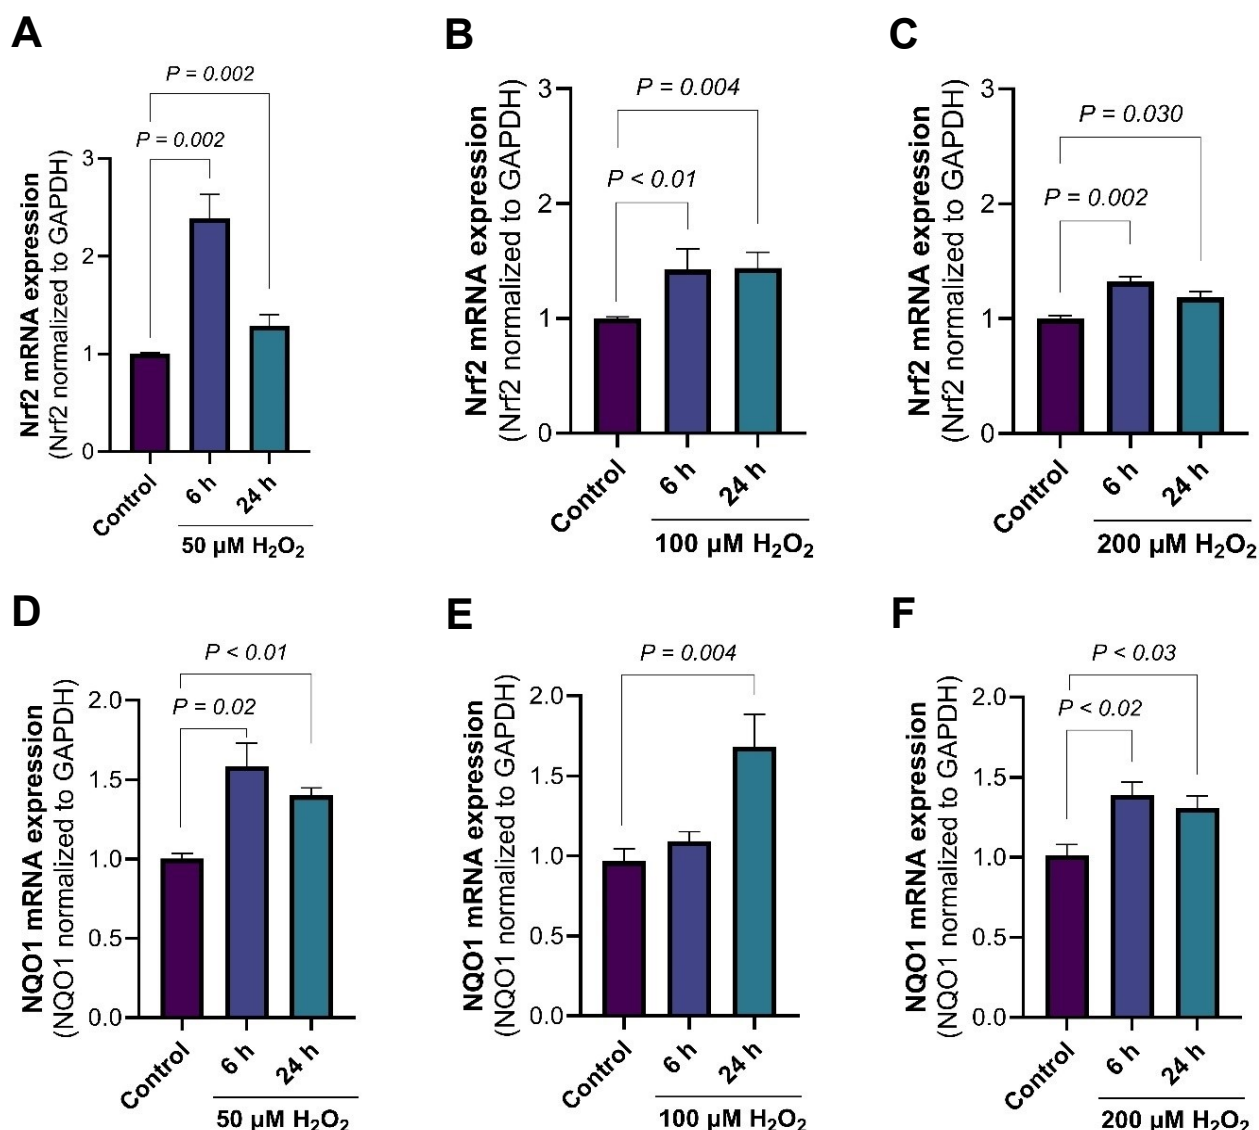 A
P = 0.002
P = 0.002
Nrf2 mRNA expression
(Nrf2 normalized to GAPDH)
3
2
1
0
Control
6 h
24 h
50 µM H₂O₂
B
P = 0.004
P < 0.01
Nrf2 mRNA expression
(Nrf2 normalized to GAPDH)
3
2
1
0
Control
6 h
24 h
100 µM H₂O₂
C
P = 0.030
P = 0.002
Nrf2 mRNA expression
(Nrf2 normalized to GAPDH)
3
2
1
0
Control
6 h
24 h
200 µM H₂O₂
D
P < 0.01
P = 0.02
NQO1 mRNA expression
(NQO1 normalized to GAPDH)
2.0
1.5
1.0
0.5
0.0
Control
6 h
24 h
50 µM H₂O₂
E
P = 0.004
NQO1 mRNA expression
(NQO1 normalized to GAPDH)
2.0
1.5
1.0
0.5
0.0
Control
6 h
24 h
100 µM H₂O₂
F
P < 0.03
P < 0.02
NQO1 mRNA expression
(NQO1 normalized to GAPDH)
2.0
1.5
1.0
0.5
0.0
Control
6 h
24 h
200 µM H₂O₂